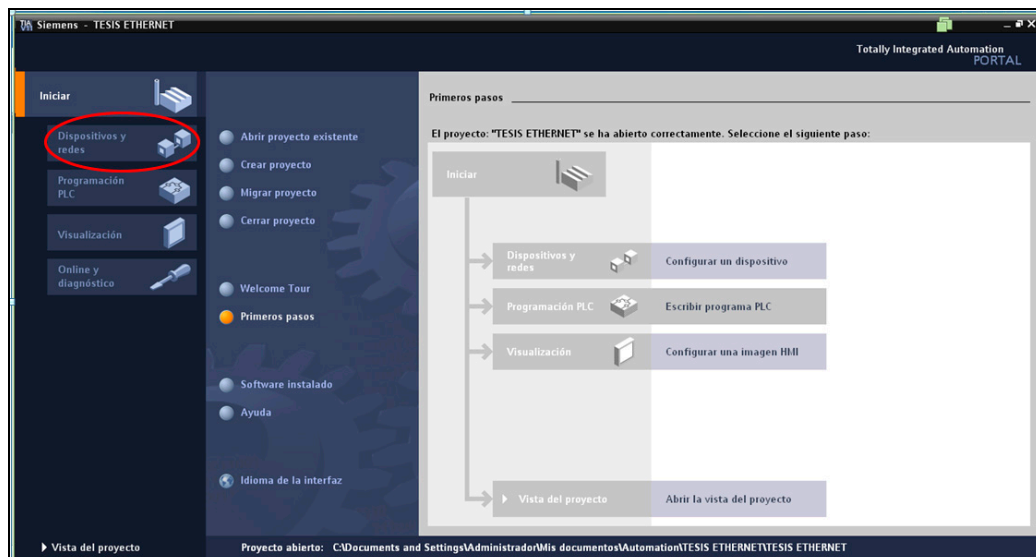 Siemens - TESIS ETHERNET
Totally Integrated Automation
PORTAL
Iniciar
Dispositivos y
redes
Programación
PLC
Visualización
Online y
diagnóstico
Abrir proyecto existente
Crear proyecto
Migrar proyecto
Cerrar proyecto
Welcome Tour
Primeros pasos
Software instalado
Ayuda
Idioma de la interfaz
Primeros pasos
El proyecto: "TESIS ETHERNET" se ha abierto correctamente. Seleccione el siguiente paso:
Iniciar
Dispositivos y
redes
Configurar un dispositivo
Programación PLC
Escribir programa PLC
Visualización
Configurar una imagen HMI
Vista del proyecto
Abrir la vista del proyecto
Vista del proyecto
Proyecto abierto: C:\Documents and Settings\Administrador\Mis documentos\Automation\TESIS ETHERNET\TESIS ETHERNET